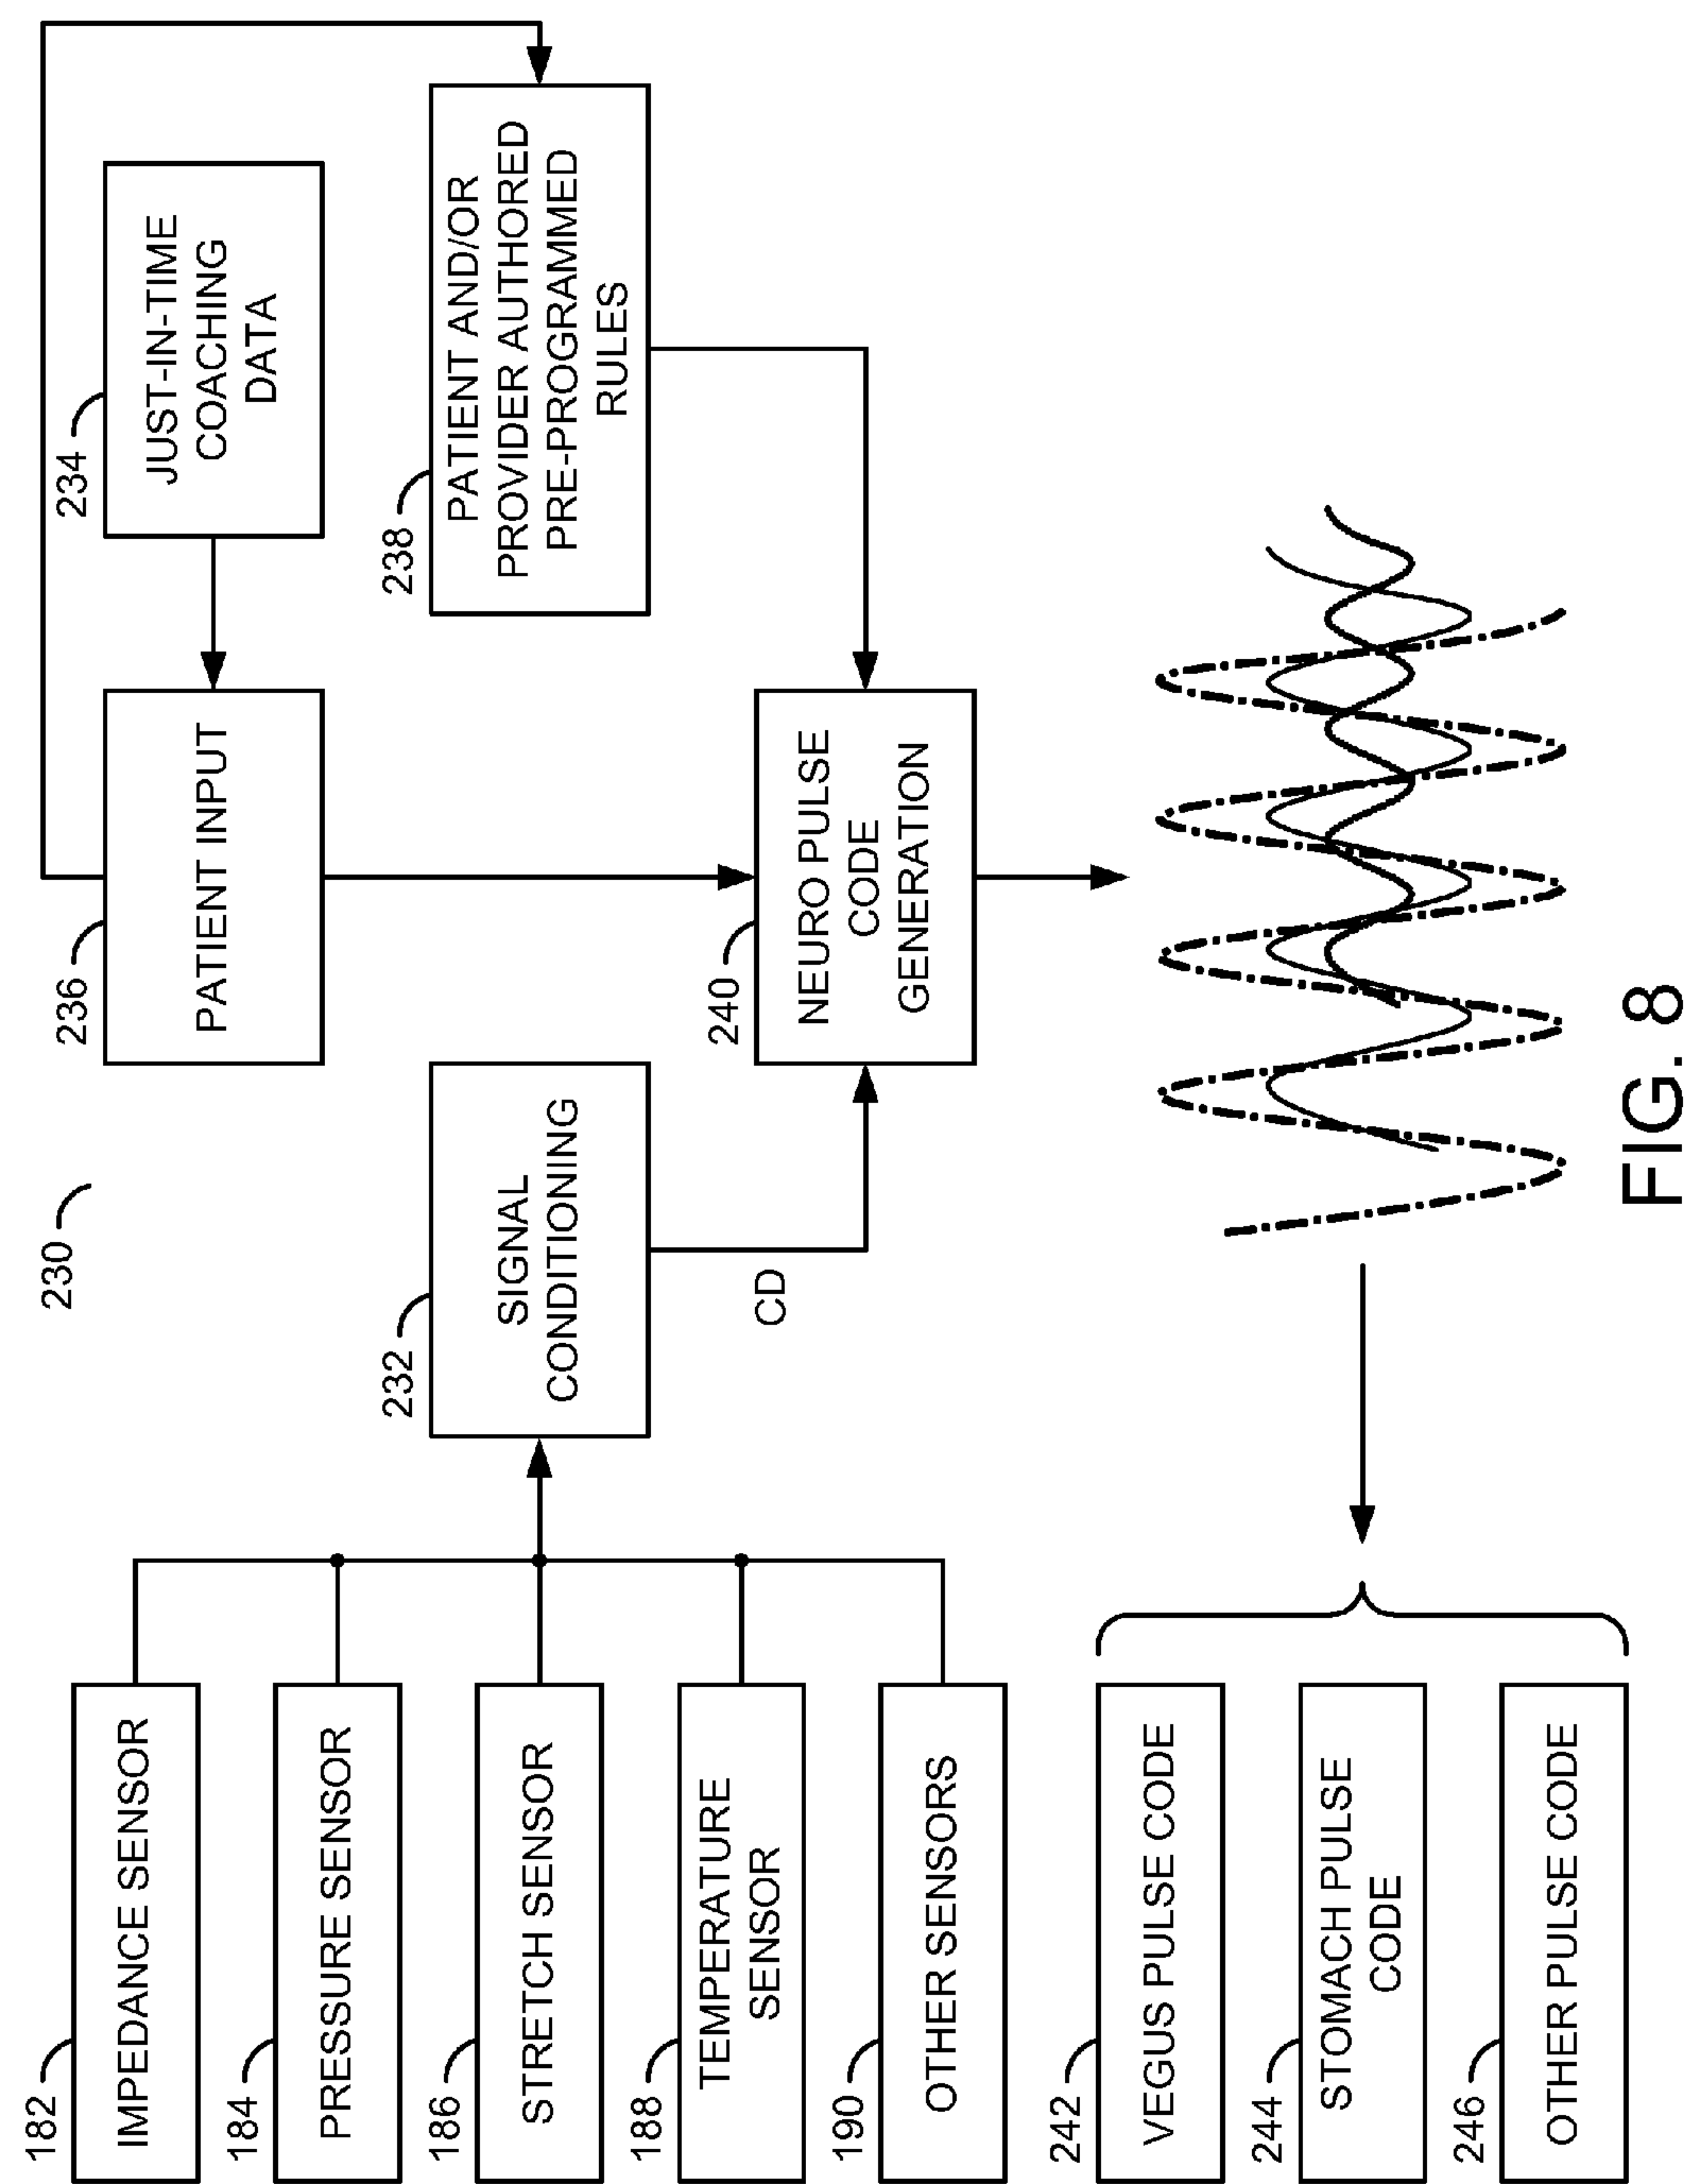 230
182
IMPEDANCE SENSOR
184
PRESSURE SENSOR
186
STRETCH SENSOR
188
TEMPERATURE
SENSOR
190
OTHER SENSORS
232
SIGNAL
CONDITIONING
CD
236
PATIENT INPUT
234
JUST-IN-TIME
COACHING
DATA
238
PATIENT AND/OR
PROVIDER AUTHORED
PRE-PROGRAMMED
RULES
240
NEURO PULSE
CODE
GENERATION
242
VEGUS PULSE CODE
244
STOMACH PULSE
CODE
246
OTHER PULSE CODE
FIG. 8